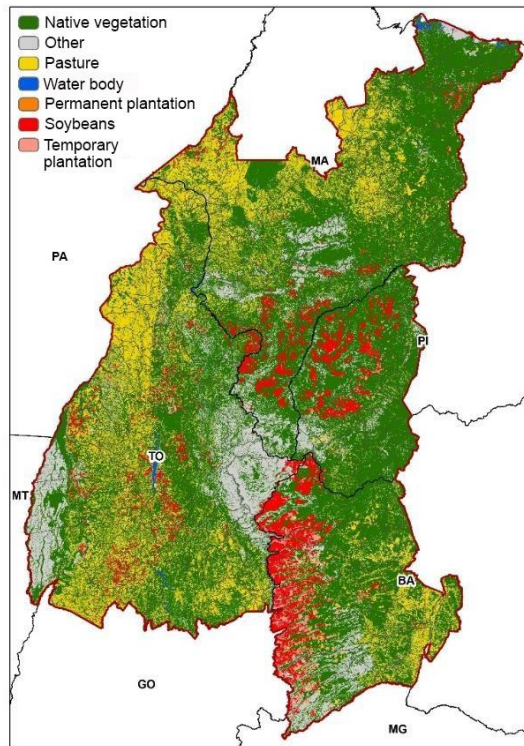 Native vegetation
Other
Pasture
Water body
Permanent plantation
Soybeans
Temporary
plantation
MA
PA
PI
TO
MT
BA
GO
MG